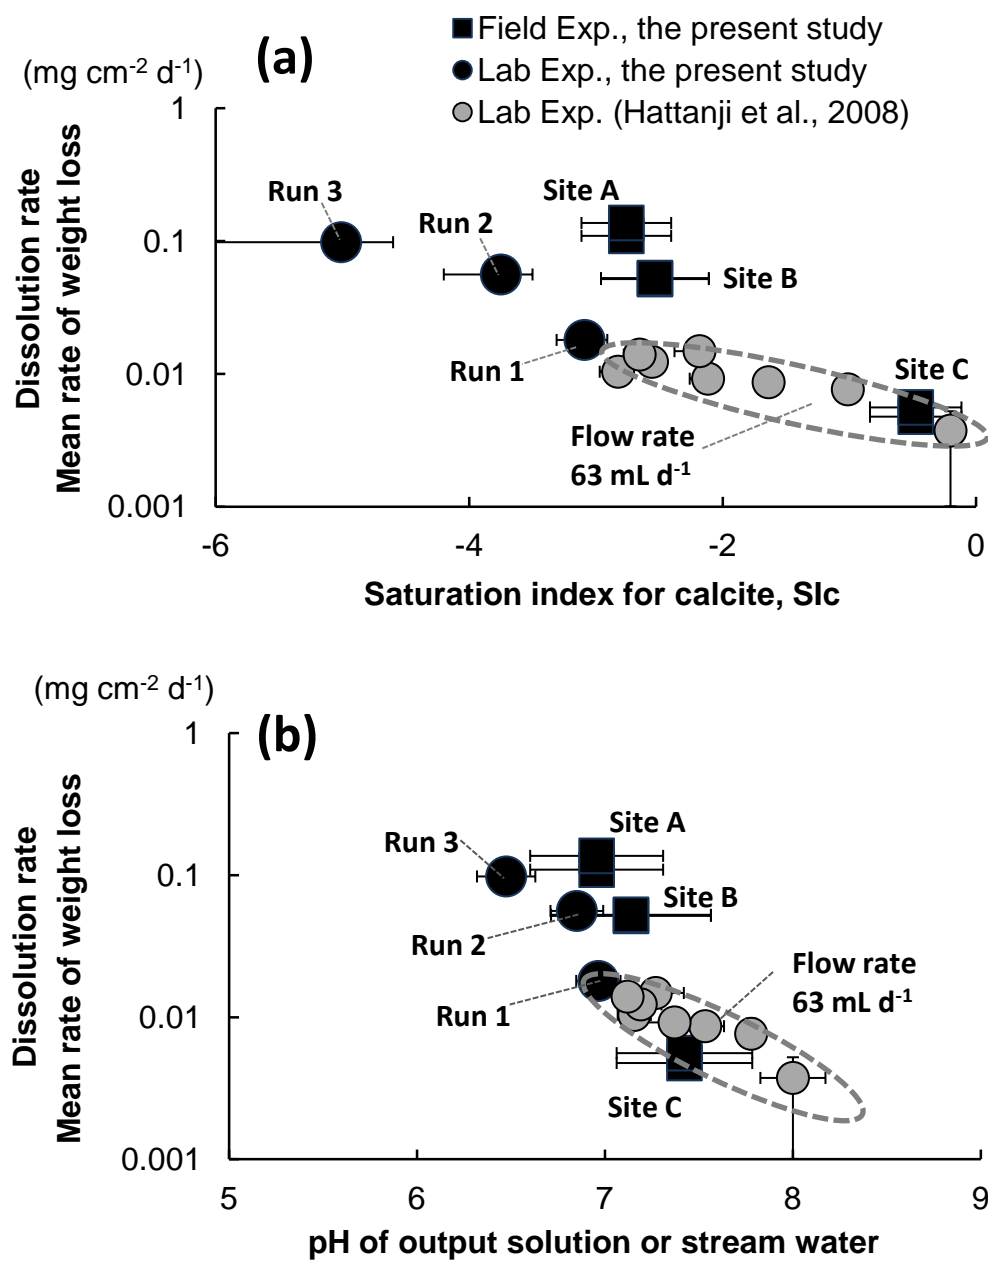 Field Exp., the present study
(a)
Lab Exp., the present study
(mg cm-2 d-1)
Lab Exp. (Hattanji et al., 2008)
1
Dissolution rate
Mean rate of weight loss
Run 3
Site A
Run 2
0.1
Site B
Run 1
0.01
Site C
Flow rate
63 mL d-1
0.001
-6 -4 -2 0
Saturation index for calcite, SIc
(mg cm-2 d-1)
1
(b)
Dissolution rate
Mean rate of weight loss
Site A
Run 3
0.1
Site B
Run 2
Flow rate
63 mL d-1
Run 1
0.01
Site C
0.001
5 6 7 8 9
pH of output solution or stream water